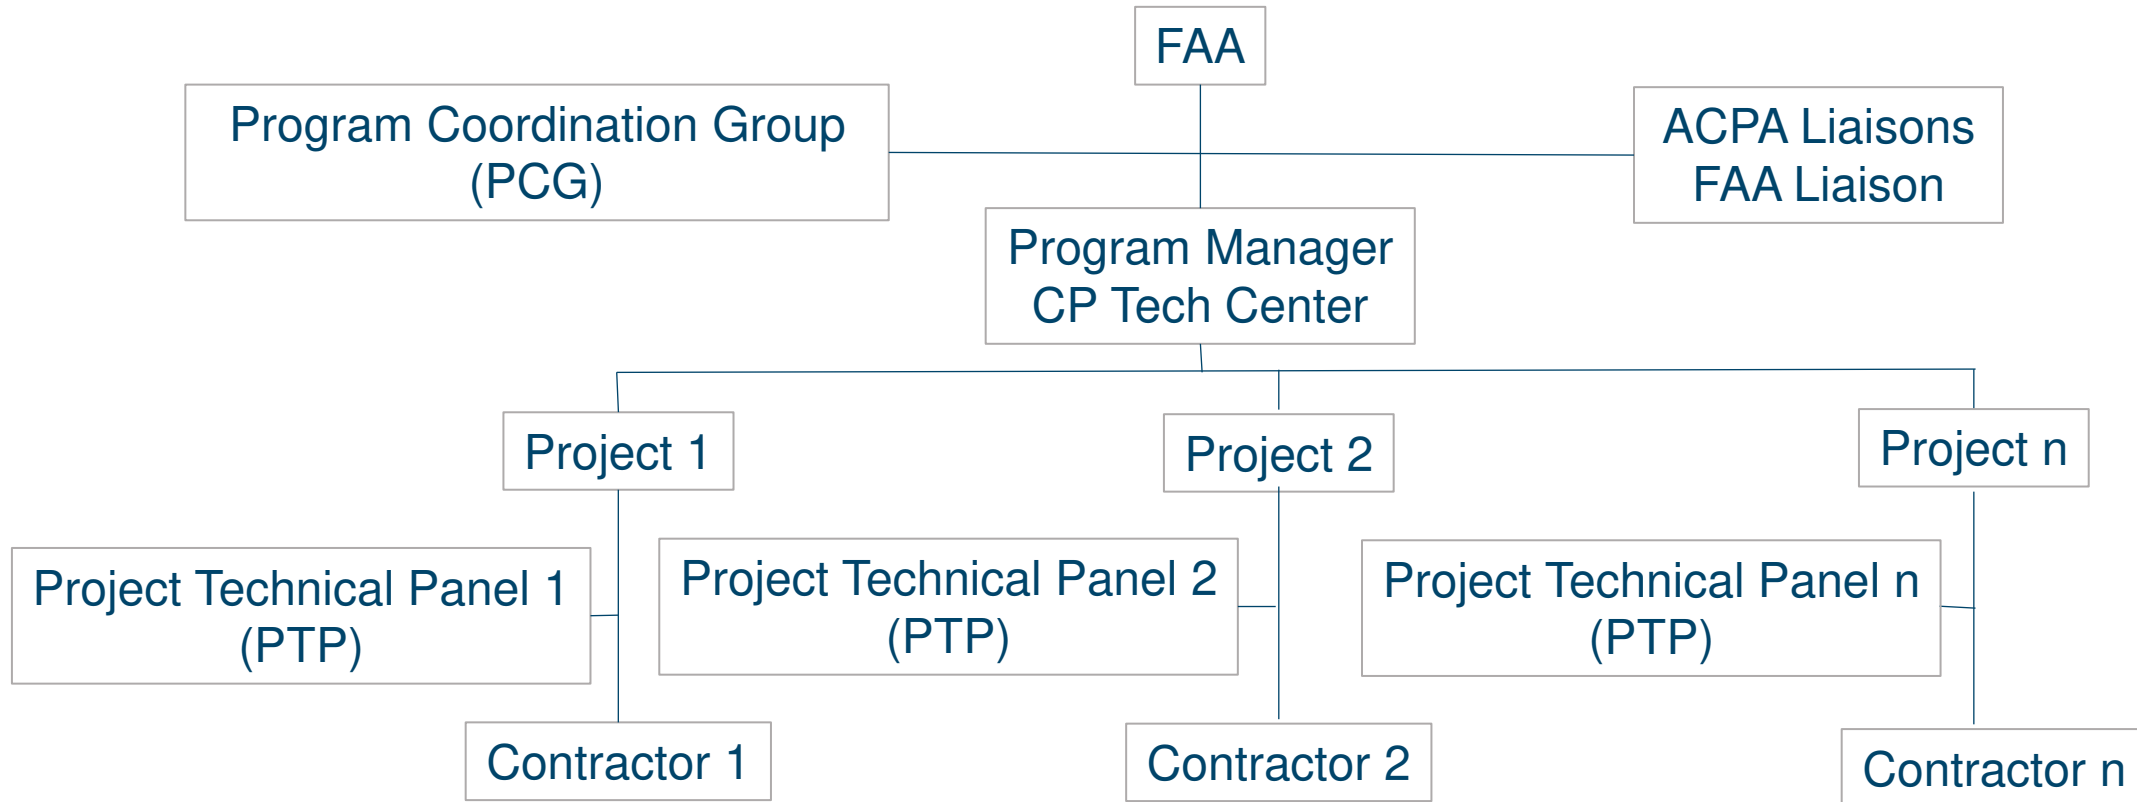 FAA
Program Coordination Group
(PCG)
ACPA Liaisons
FAA Liaison
Program Manager
CP Tech Center
Project 1
Project 2
Project n
Project Technical Panel 1
(PTP)
Project Technical Panel 2
(PTP)
Project Technical Panel n
(PTP)
Contractor 1
Contractor 2
Contractor n